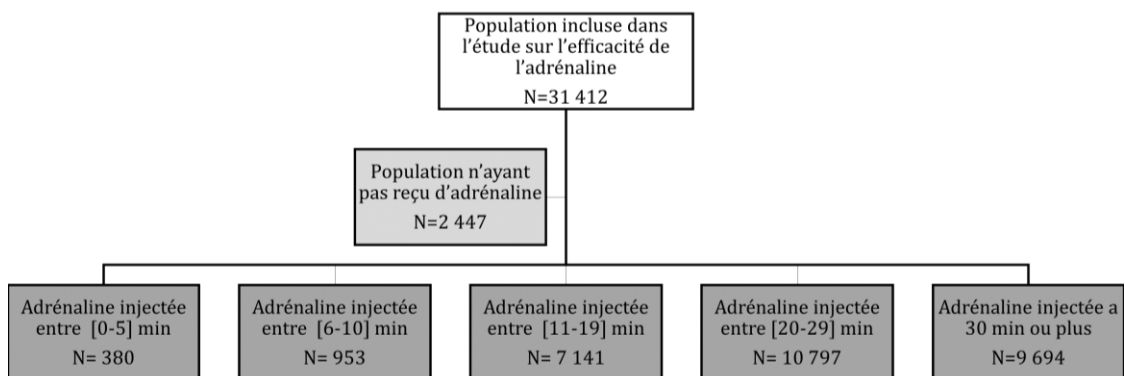 Population incluse dans
l’étude sur l’efficacité de
l’adrénaline
N=31 412
Population n’ayant
pas reçu d’adrénaline
N=2 447
Adrénaline injectée
entre [0-5] min
N= 380
Adrénaline injectée
entre [6-10] min
N= 953
Adrénaline injectée
entre [11-19] min
N= 7 141
Adrénaline injectée
entre [20-29] min
N= 10 797
Adrénaline injectée a
30 min ou plus
N=9 694